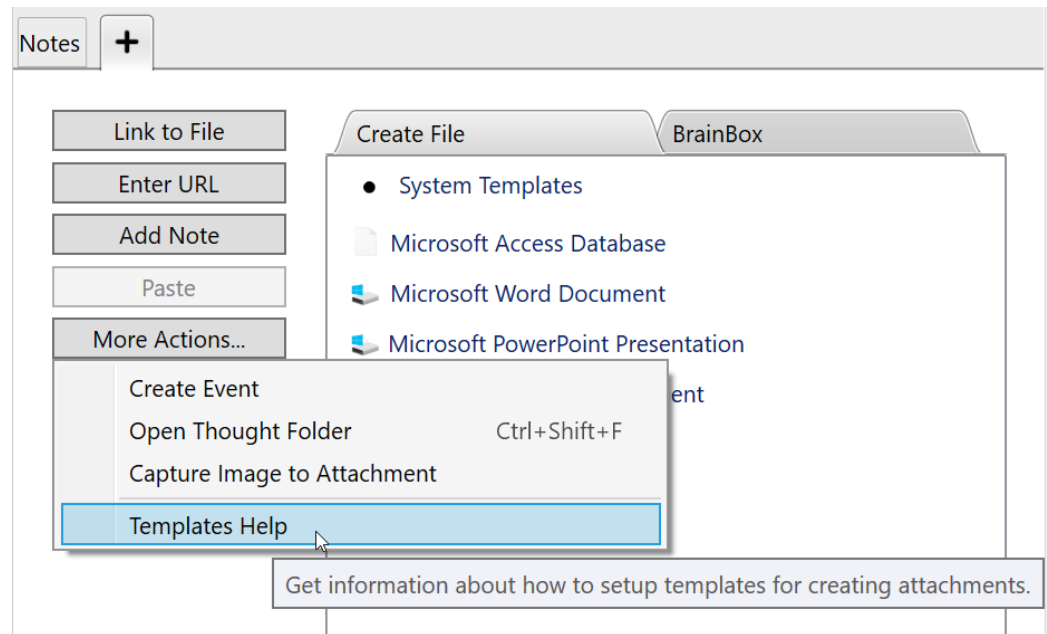 Notes
Link to File
Enter URL
Add Note
Paste
More Actions...
Create File
BrainBox
System Templates
Microsoft Access Database
Microsoft Word Document
Microsoft PowerPoint Presentation
ent
Create Event
Open Thought Folder Ctrl+Shift+F
Capture Image to Attachment
Templates Help
Get information about how to setup templates for creating attachments.